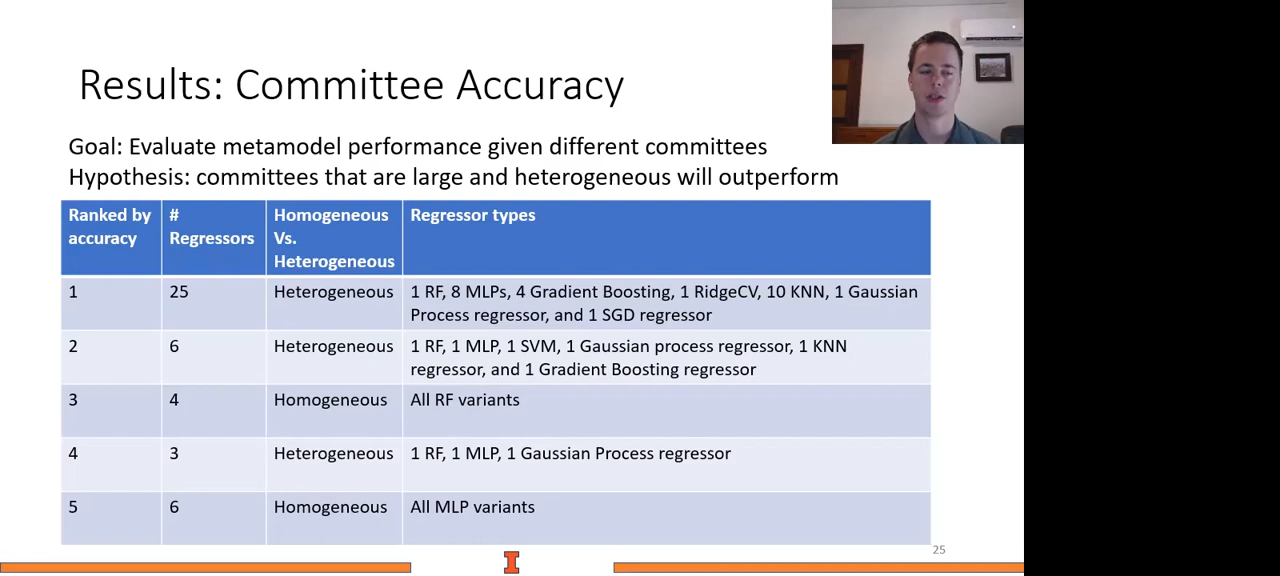 Results: Committee Accuracy
Goal: Evaluate metamodel performance given different committees
Hypothesis: committees that are large and heterogeneous will outperform
Ranked by accuracy
# Regressors
Homogeneous Vs. Heterogeneous
Regressor types
1
25
Heterogeneous
1 RF, 8 MLPs, 4 Gradient Boosting, 1 RidgeCV, 10 KNN, 1 Gaussian
Process regressor, and 1 SGD regressor
2
6
Heterogeneous
1 RF, 1 MLP, 1 SVM, 1 Gaussian process regressor, 1 KNN
regressor, and 1 Gradient Boosting regressor
3
4
Homogeneous
All RF variants
4
3
Heterogeneous
1 RF, 1 MLP, 1 Gaussian Process regressor
5
6
Homogeneous
All MLP variants
25
I